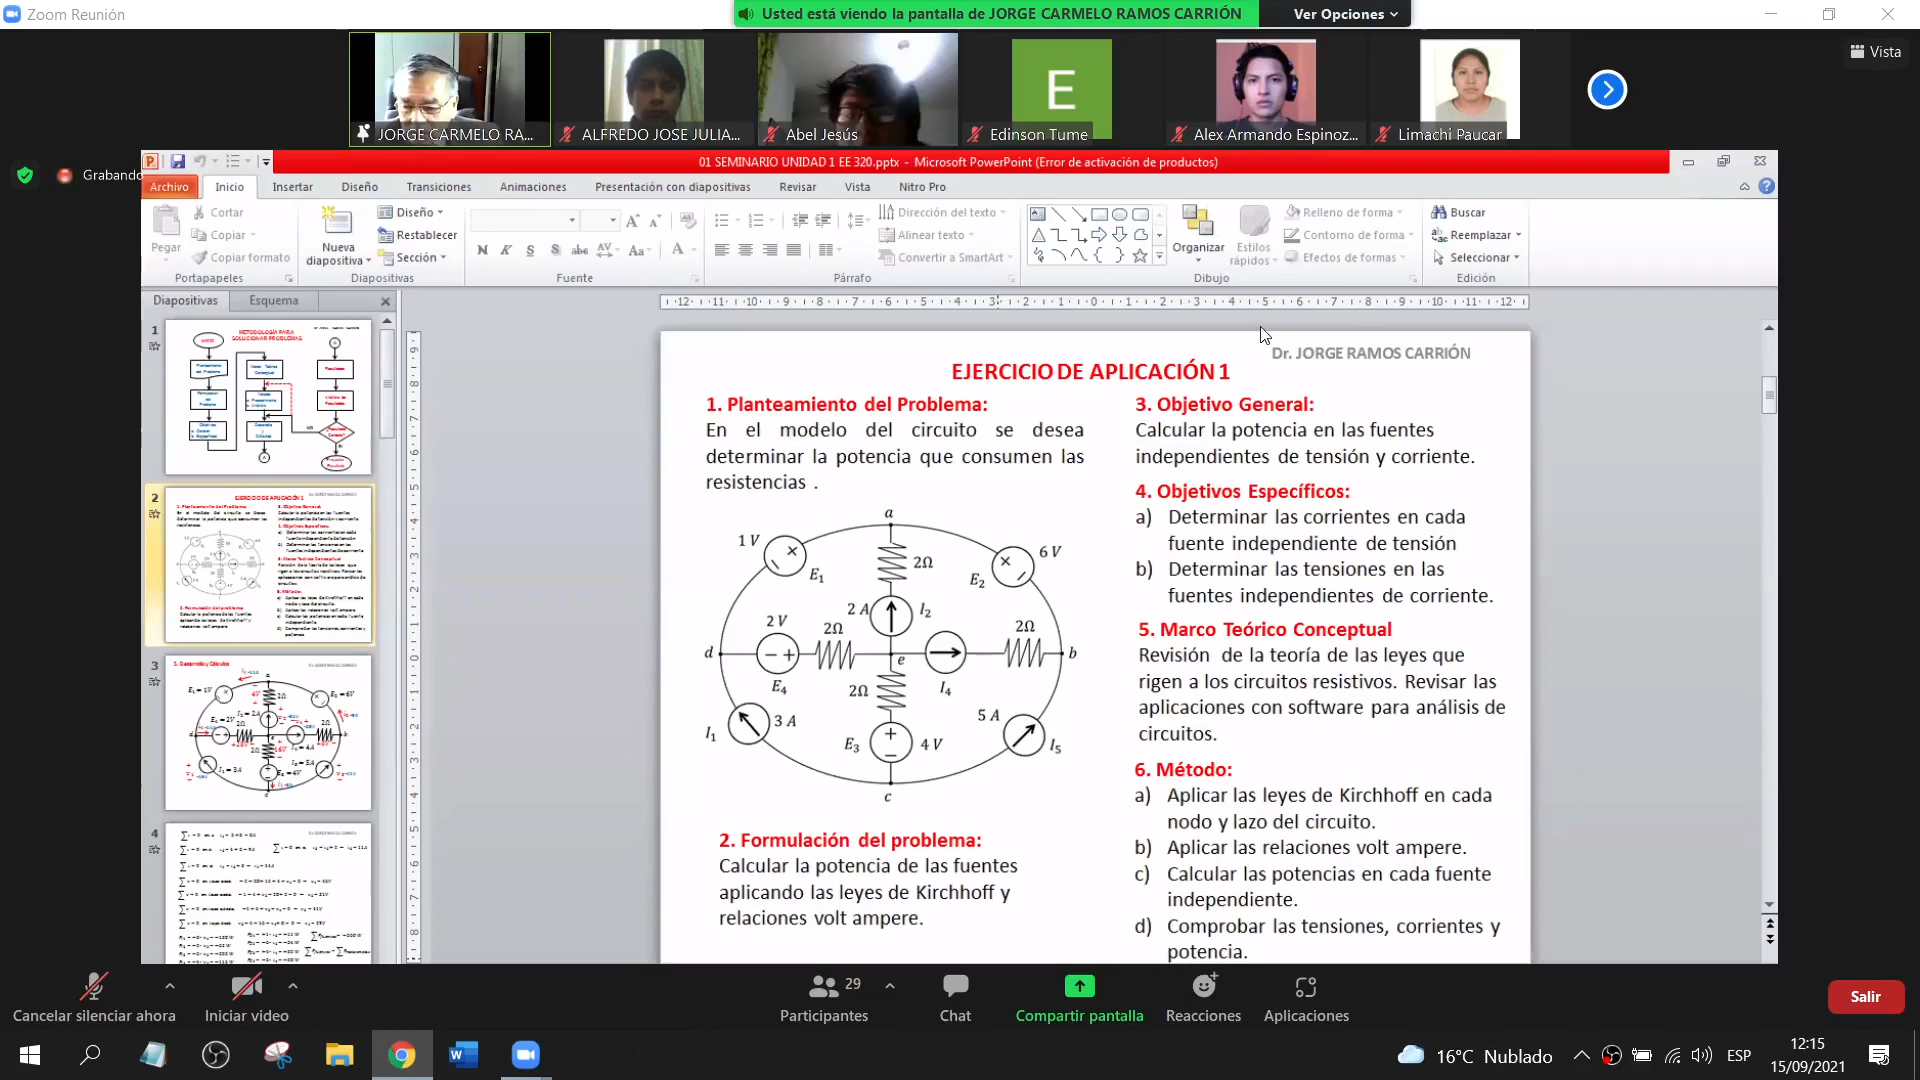 Zoom Reunión
Usted está viendo la pantalla de JORGE CARMELO RAMOS CARRIÓN
Ver Opciones
Vista
E
JORGE CARMELO RA...
ALFREDO JOSE JULIA...
Abel Jesús
Edinson Tume
Alex Armando Espinoz...
Limachi Paucar
Grabando
01 SEMINARIO UNIDAD 1 EE 320.pptx - Microsoft PowerPoint (Error de activación de productos)
Archivo Inicio Insertar Diseño Transiciones Animaciones Presentación con diapositivas Revisar Vista Nitro Pro
Pegar
Cortar
Copiar
Copiar formato
Portapapeles
Nueva diapositiva
Diseño
Restablecer
Sección
Diapositivas
Fuente
Dirección del texto
Alinear texto
Convertir a SmartArt
Párrafo
Organizar
Estilos rápidos
Relleno de forma
Contorno de forma
Efectos de formas
Dibujo
Buscar
Reemplazar
Seleccionar
Edición
Diapositivas Esquema
1
METODOLOGÍA PARA
SOLUCIONAR PROBLEMAS
2
3
4
Dr. JORGE RAMOS CARRIÓN
EJERCICIO DE APLICACIÓN 1
1. Planteamiento del Problema:
En el modelo del circuito se desea
determinar la potencia que consumen las
resistencias .
a
1 V
E1
2Ω
6 V
E2
2 A
I2
2 V
2Ω
2Ω
d
e
b
E4
2Ω
I4
I1
3 A
E3
4 V
5 A
I5
c
2. Formulación del problema:
Calcular la potencia de las fuentes
aplicando las leyes de Kirchhoff y
relaciones volt ampere.
3. Objetivo General:
Calcular la potencia en las fuentes
independientes de tensión y corriente.
4. Objetivos Específicos:
a) Determinar las corrientes en cada
fuente independiente de tensión
b) Determinar las tensiones en las
fuentes independientes de corriente.
5. Marco Teórico Conceptual
Revisión de la teoría de las leyes que
rigen a los circuitos resistivos. Revisar las
aplicaciones con software para análisis de
circuitos.
6. Método:
a) Aplicar las leyes de Kirchhoff en cada
nodo y lazo del circuito.
b) Aplicar las relaciones volt ampere.
c) Calcular las potencias en cada fuente
independiente.
d) Comprobar las tensiones, corrientes y
potencia.
Cancelar silenciar ahora
Iniciar video
29
Participantes
Chat
Compartir pantalla
Reacciones
Aplicaciones
Salir
16°C Nublado
ESP
12:15
15/09/2021